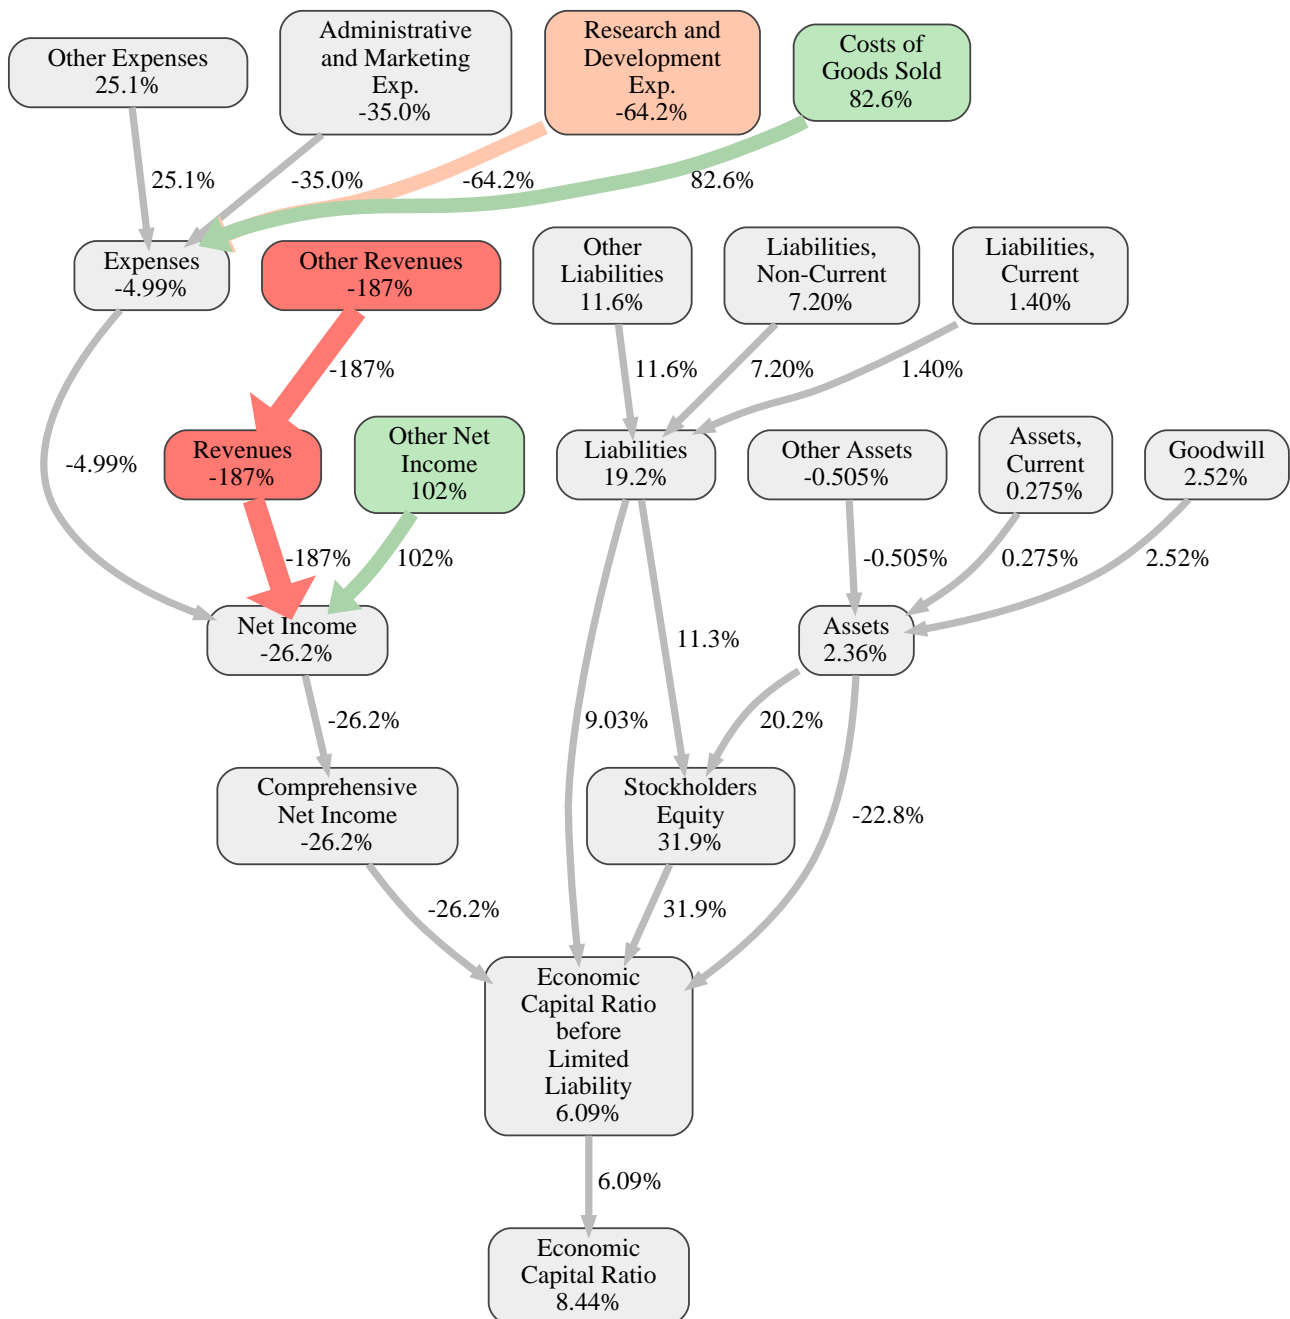 Other Expenses
25.1%
Administrative
and Marketing
Exp.
-35.0%
Research and
Development
Exp.
-64.2%
Costs of
Goods Sold
82.6%
25.1%
-35.0%
-64.2%
82.6%
Expenses
-4.99%
Other Revenues
-187%
Other
Liabilities
11.6%
Liabilities,
Non-Current
7.20%
Liabilities,
Current
1.40%
-187%
11.6%
7.20%
1.40%
-4.99%
Revenues
-187%
Other Net
Income
102%
Liabilities
19.2%
Other Assets
-0.505%
Assets,
Current
0.275%
Goodwill
2.52%
-187%
102%
-0.505%
0.275%
2.52%
Net Income
-26.2%
11.3%
Assets
2.36%
-26.2%
9.03%
20.2%
Comprehensive
Net Income
-26.2%
Stockholders
Equity
31.9%
-22.8%
-26.2%
31.9%
Economic
Capital Ratio
before
Limited
Liability
6.09%
6.09%
Economic
Capital Ratio
8.44%